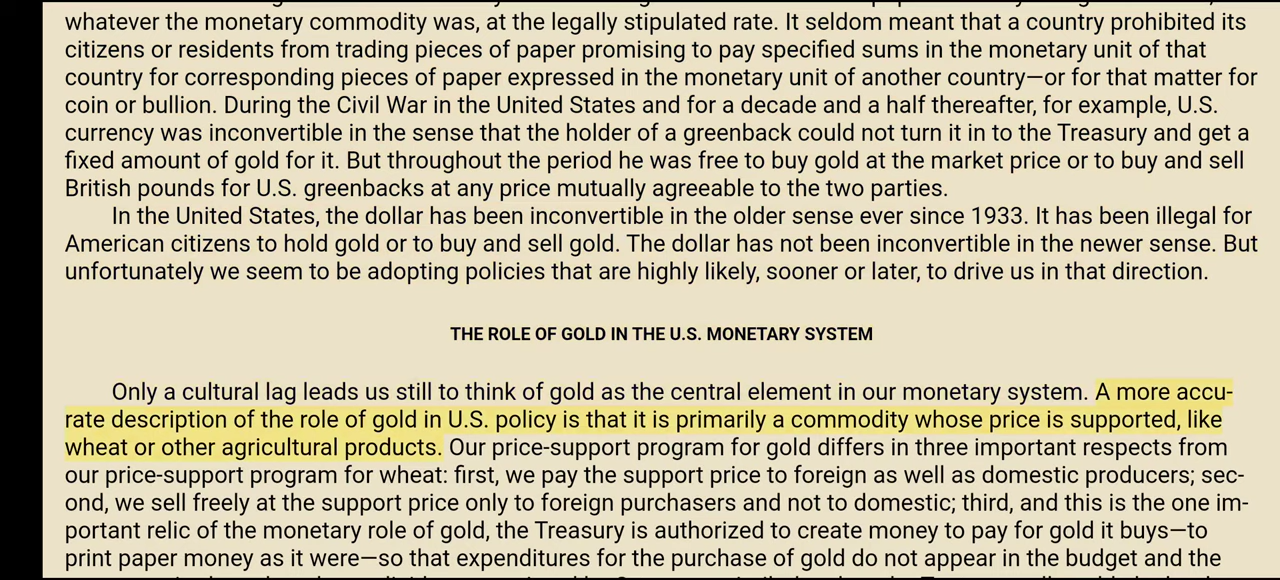 whatever the monetary commodity was, at the legally stipulated rate. It seldom meant that a country prohibited its
citizens or residents from trading pieces of paper promising to pay specified sums in the monetary unit of that
country for corresponding pieces of paper expressed in the monetary unit of another country—or for that matter for
coin or bullion. During the Civil War in the United States and for a decade and a half thereafter, for example, U.S.
currency was inconvertible in the sense that the holder of a greenback could not turn it in to the Treasury and get a
fixed amount of gold for it. But throughout the period he was free to buy gold at the market price or to buy and sell
British pounds for U.S. greenbacks at any price mutually agreeable to the two parties.
In the United States, the dollar has been inconvertible in the older sense ever since 1933. It has been illegal for
American citizens to hold gold or to buy and sell gold. The dollar has not been inconvertible in the newer sense. But
unfortunately we seem to be adopting policies that are highly likely, sooner or later, to drive us in that direction.
THE ROLE OF GOLD IN THE U.S. MONETARY SYSTEM
Only a cultural lag leads us still to think of gold as the central element in our monetary system. A more accu-
rate description of the role of gold in U.S. policy is that it is primarily a commodity whose price is supported, like
wheat or other agricultural products. Our price-support program for gold differs in three important respects from
our price-support program for wheat: first, we pay the support price to foreign as well as domestic producers; sec-
ond, we sell freely at the support price only to foreign purchasers and not to domestic; third, and this is the one im-
portant relic of the monetary role of gold, the Treasury is authorized to create money to pay for gold it buys—to
print paper money as it were—so that expenditures for the purchase of gold do not appear in the budget and the